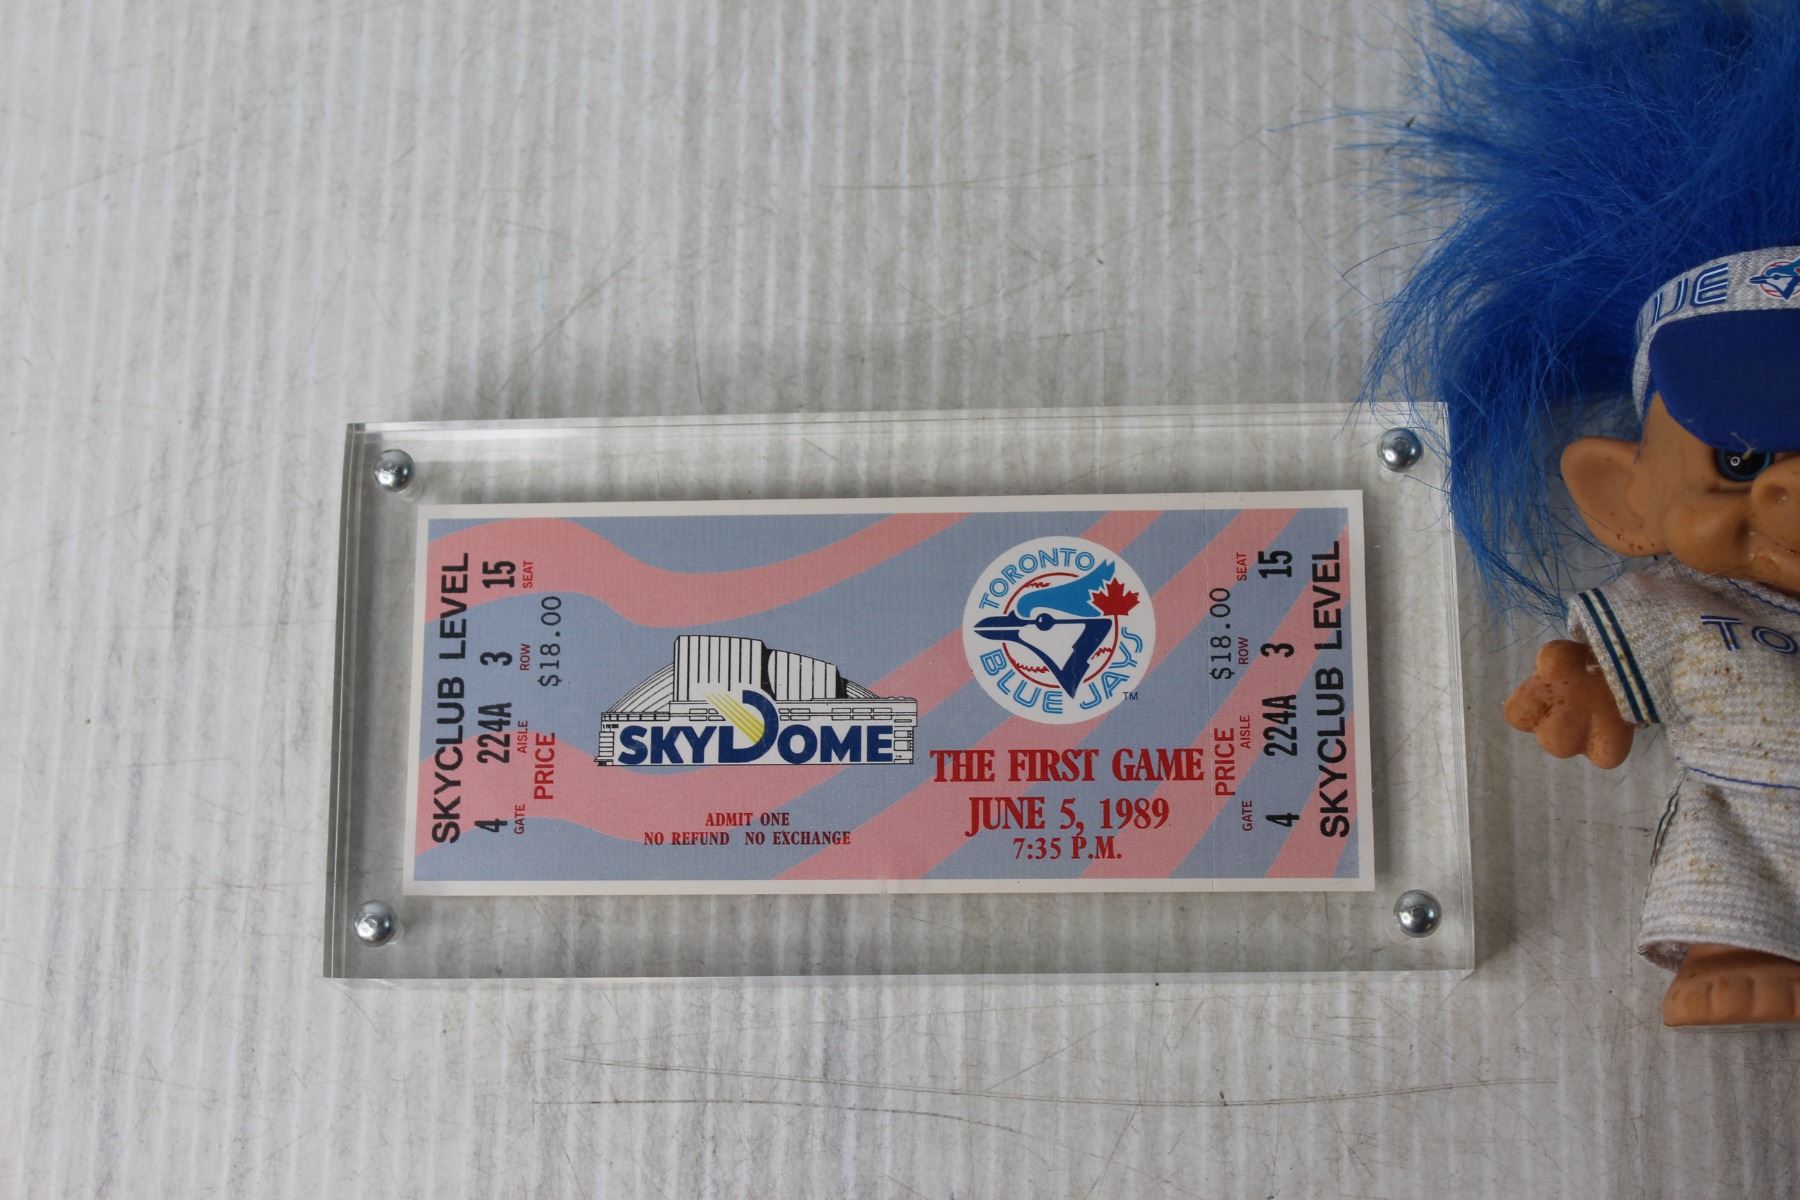 SKYCLUB LEVEL
4 224A 3 15
GATE AISLE ROW SEAT
PRICE $18.00
SKYDOME
ADMIT ONE
NO REFUND NO EXCHANGE
TORONTO
BLUE JAYS
TM
THE FIRST GAME
JUNE 5, 1989
7:35 P.M.
PRICE $18.00
GATE AISLE ROW SEAT
4 224A 3 15
SKYCLUB LEVEL
UE
TO